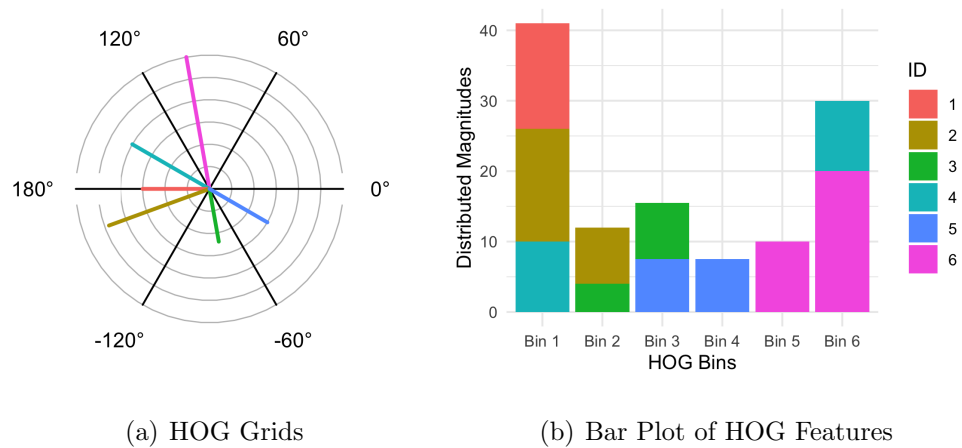 120° 60°
180° 0°
-120° -60°
(a) HOG Grids
Distributed Magnitudes
40
30
20
10
0
Bin 1 Bin 2 Bin 3 Bin 4 Bin 5 Bin 6
HOG Bins
ID
1
2
3
4
5
6
(b) Bar Plot of HOG Features